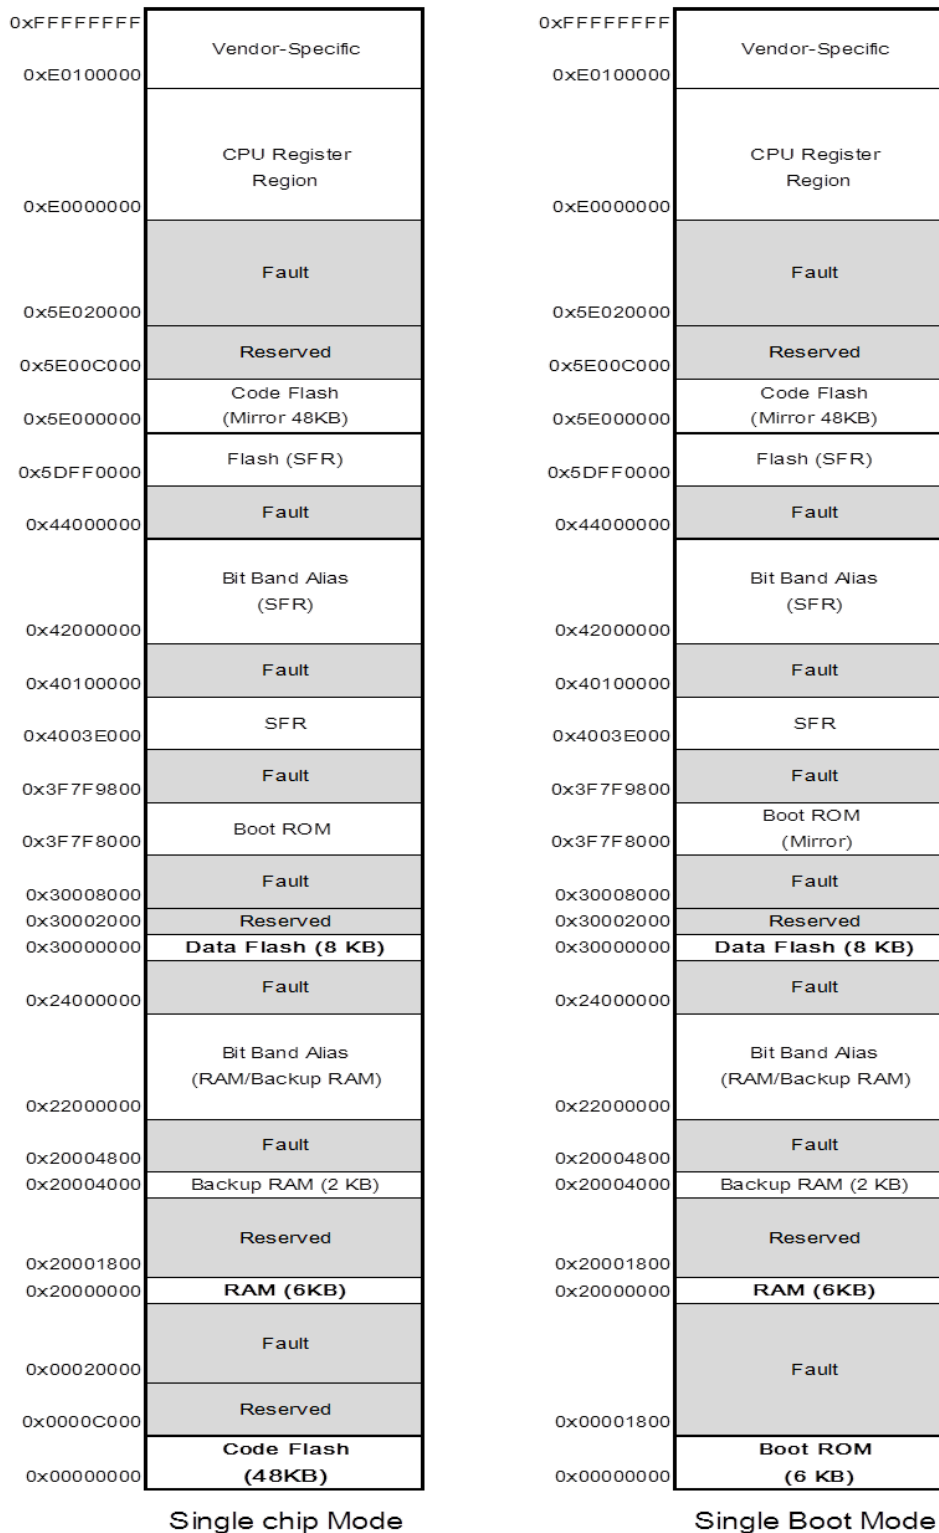 0xFFFFFFFF
Vendor-Specific
0xE0100000
CPU Register
Region
0xE0000000
Fault
0x5E020000
Reserved
0x5E00C000
Code Flash
(Mirror 48KB)
0x5E000000
Flash (SFR)
0x5DFF0000
Fault
0x44000000
Bit Band Alias
(SFR)
0x42000000
Fault
0x40100000
SFR
0x4003E000
Fault
0x3F7F9800
Boot ROM
0x3F7F8000
Fault
0x30008000
0x30002000
Reserved
0x30000000
Data Flash (8 KB)
Fault
0x24000000
Bit Band Alias
(RAM/Backup RAM)
0x22000000
Fault
0x20004800
0x20004000
Backup RAM (2 KB)
Reserved
0x20001800
0x20000000
RAM (6KB)
Fault
0x00020000
Reserved
0x0000C000
Code Flash
(48KB)
0x00000000
Single chip Mode
0xFFFFFFFF
Vendor-Specific
0xE0100000
CPU Register
Region
0xE0000000
Fault
0x5E020000
Reserved
0x5E00C000
Code Flash
(Mirror 48KB)
0x5E000000
Flash (SFR)
0x5DFF0000
Fault
0x44000000
Bit Band Alias
(SFR)
0x42000000
Fault
0x40100000
SFR
0x4003E000
Fault
0x3F7F9800
Boot ROM
(Mirror)
0x3F7F8000
Fault
0x30008000
0x30002000
Reserved
0x30000000
Data Flash (8 KB)
Fault
0x24000000
Bit Band Alias
(RAM/Backup RAM)
0x22000000
Fault
0x20004800
0x20004000
Backup RAM (2 KB)
Reserved
0x20001800
0x20000000
RAM (6KB)
Fault
0x00001800
Boot ROM
(6 KB)
0x00000000
Single Boot Mode